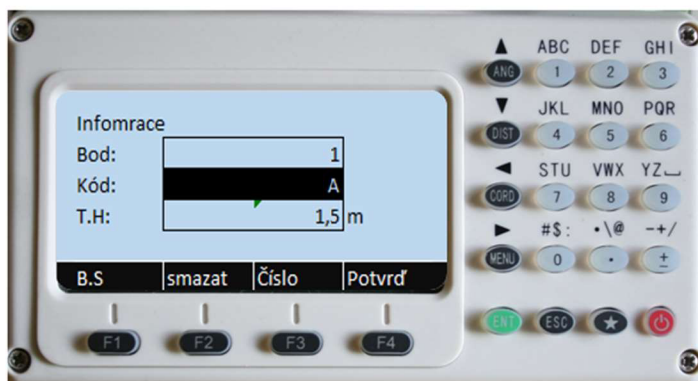 Infomrace
Bod: 1
Kód: A
T.H: 1,5 m
B.S smazat Číslo Potvrď
F1 F2 F3 F4
▲ ABC DEF GHI
ANG 1 2 3
▼ JKL MNO PQR
DIST 4 5 6
◀ STU VWX YZ⎵
CORD 7 8 9
▶ #$: •\@ -+/
MENU 0 . ±
ENT ESC ★